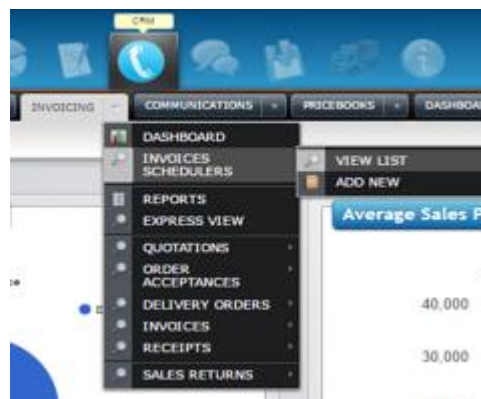 CRM
INVOICING
COMMUNICATIONS
PRICEBOOKS
DASHBOA
DASHBOARD
INVOICES
SCHEDULERS
VIEW LIST
ADD NEW
REPORTS
EXPRESS VIEW
Average Sales P
QUOTATIONS
ORDER
ACCEPTANCES
DELIVERY ORDERS
40,000
INVOICES
RECEIPTS
30,000
SALES RETURNS